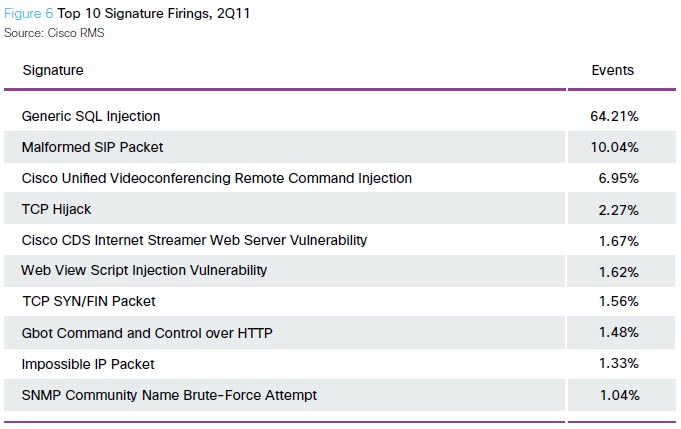 Figure 6 Top 10 Signature Firings, 2Q11
Source: Cisco RMS
Signature Events
Generic SQL Injection 64.21%
Malformed SIP Packet 10.04%
Cisco Unified Videoconferencing Remote Command Injection 6.95%
TCP Hijack 2.27%
Cisco CDS Internet Streamer Web Server Vulnerability 1.67%
Web View Script Injection Vulnerability 1.62%
TCP SYN/FIN Packet 1.56%
Gbot Command and Control over HTTP 1.48%
Impossible IP Packet 1.33%
SNMP Community Name Brute-Force Attempt 1.04%